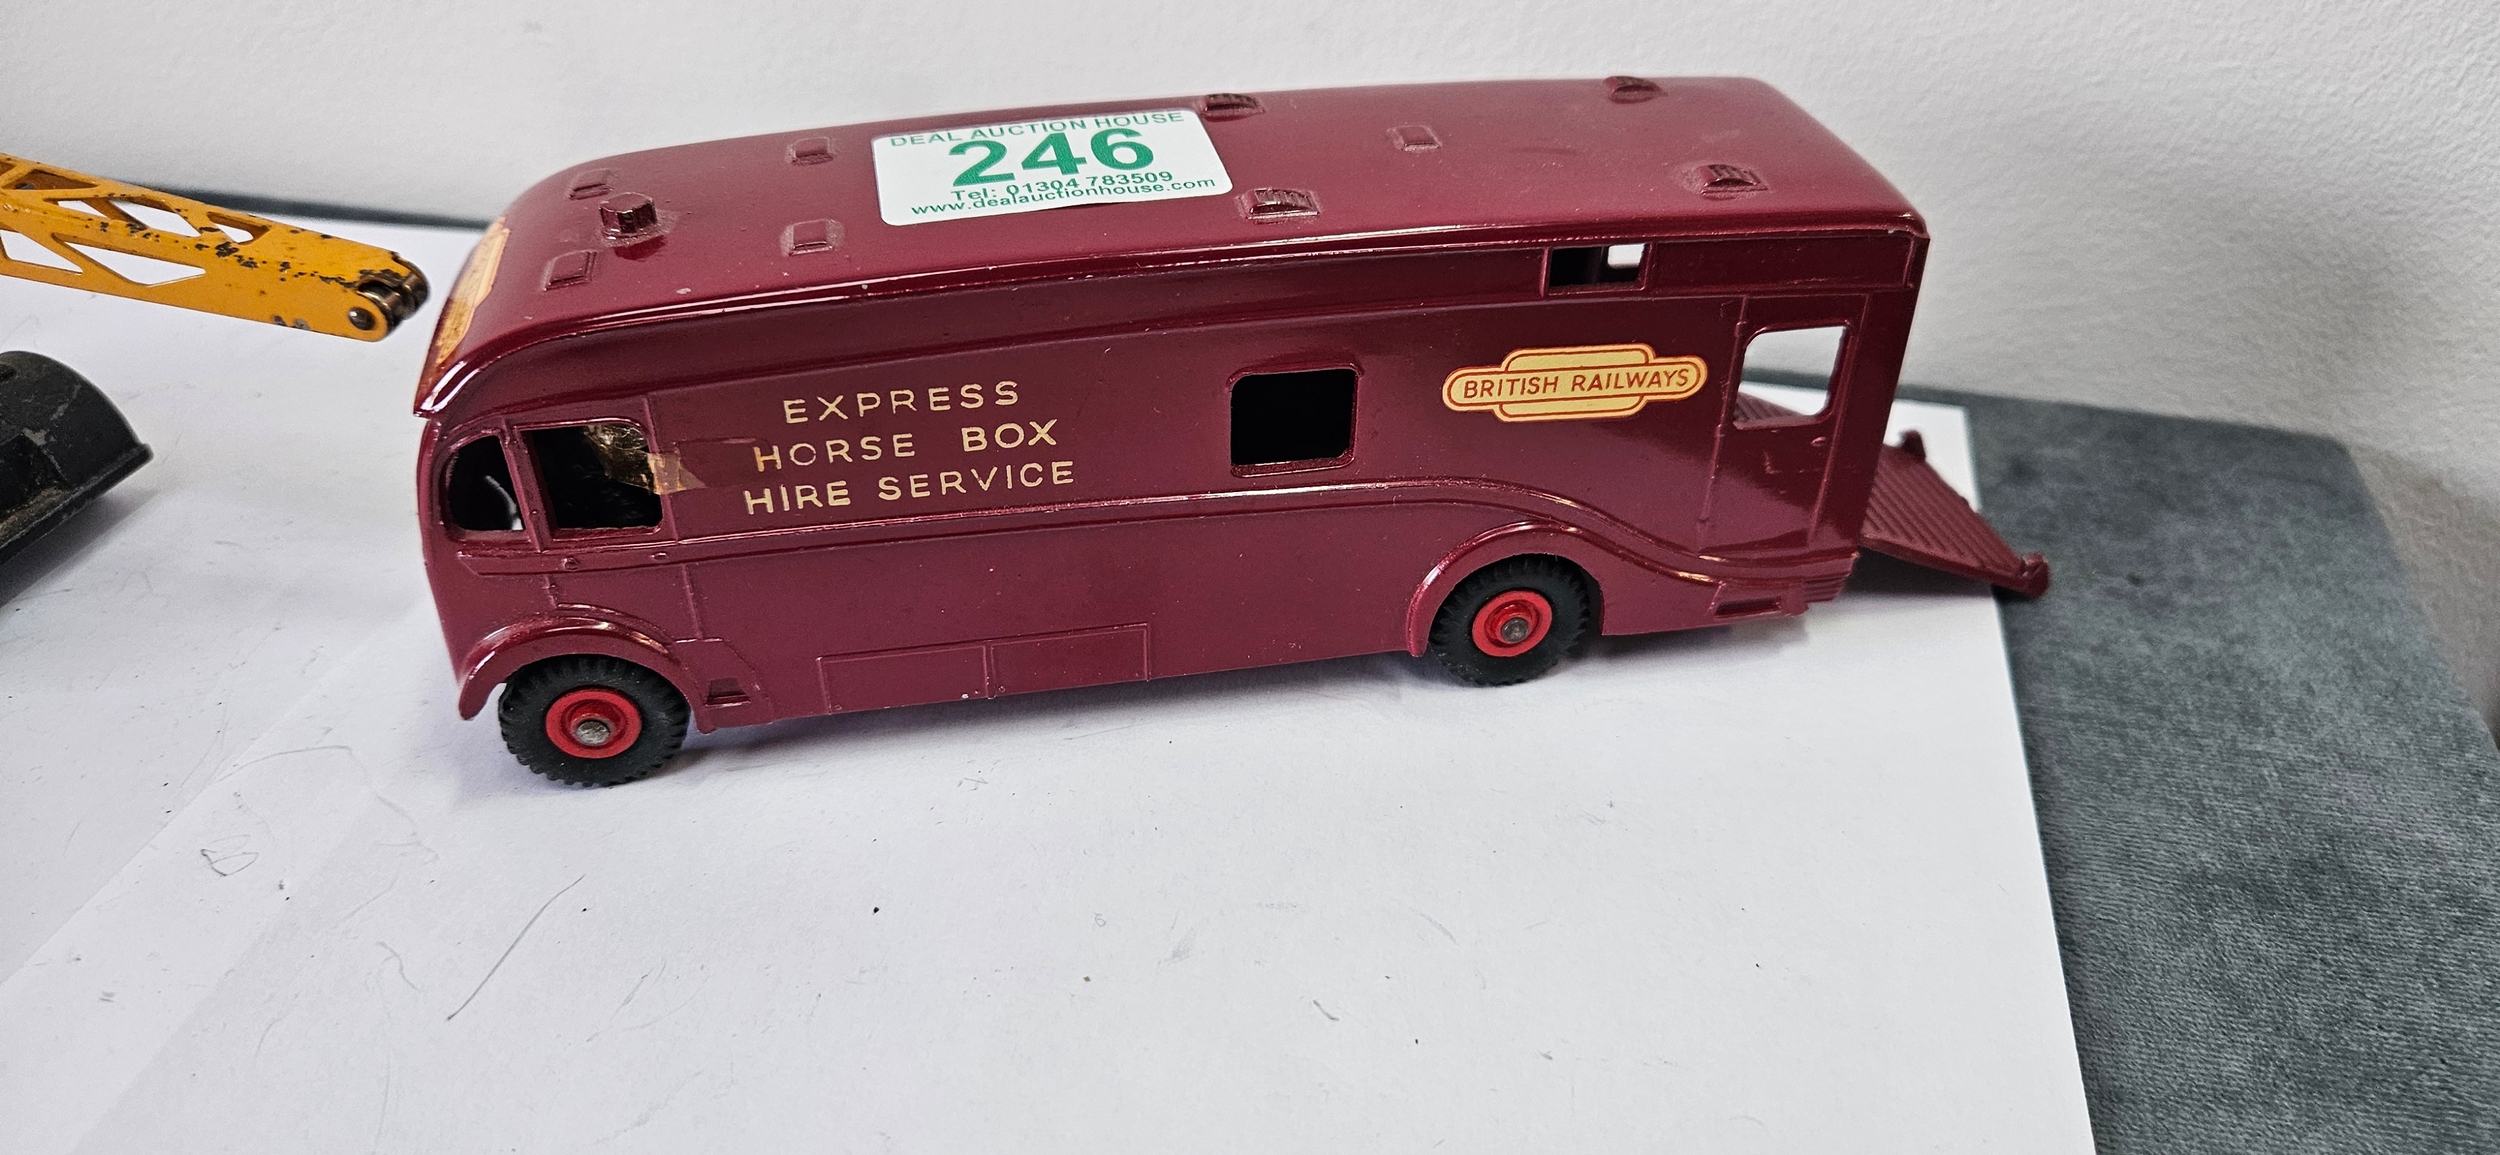 DEAL AUCTION HOUSE
246
Tel: 01304 783509
www.dealauctionhouse.com
EXPRESS
HORSE BOX
HIRE SERVICE
BRITISH RAILWAYS